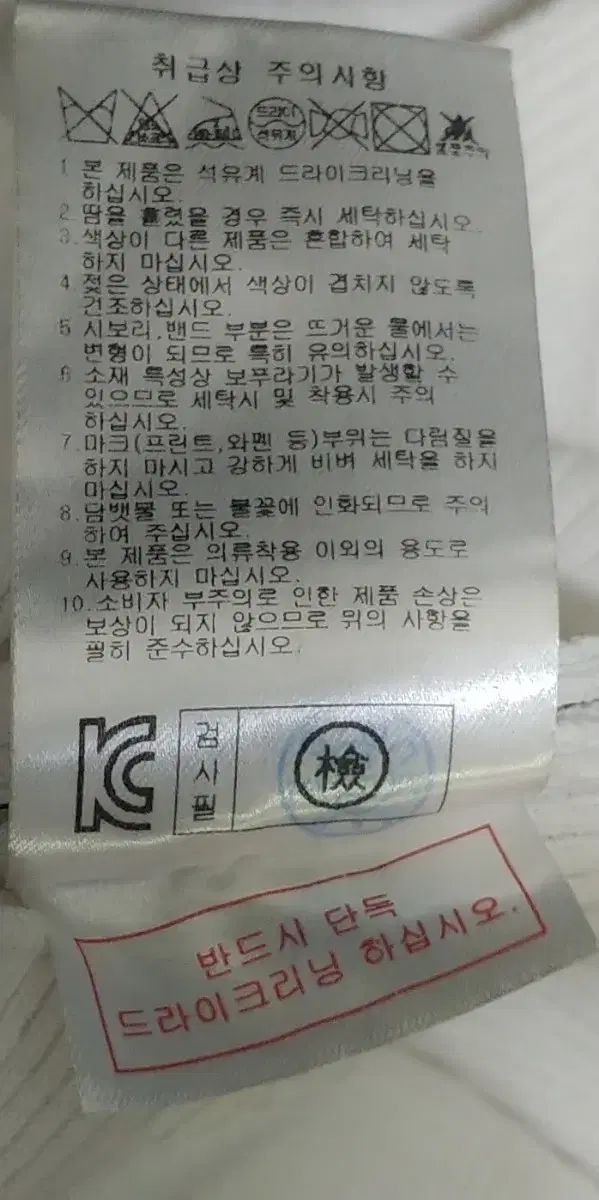 취급상 주의사항
드라이
석유계
1 본 제품은 석유계 드라이크리닝을
하십시오.
2. 땀을 흘렸을 경우 즉시 세탁하십시오.
3. 색상이 다른 제품은 혼합하여 세탁
하지 마십시오.
4. 젖은 상태에서 색상이 겹치지 않도록
건조하십시오.
5 시보리,밴드 부분은 뜨거운 물에서는
변형이 되므로 특히 유의하십시오.
6 소재 특성상 보푸라기가 발생할 수
있으므로 세탁시 및 착용시 주의
하십시오.
7. 마크(프린트,와펜 등)부위는 다림질을
하지 마시고 강하게 비벼 세탁을 하지
마십시오.
8. 담뱃불 또는 불꽃에 인화되므로 주의
하여 주십시오.
9. 본 제품은 의류착용 이외의 용도로
사용하지 마십시오.
10. 소비자 부주의로 인한 제품 손상은
보상이 되지 않으므로 위의 사항을
필히 준수하십시오.
KC
검사필
檢
반드시 단독
드라이크리닝 하십시오.